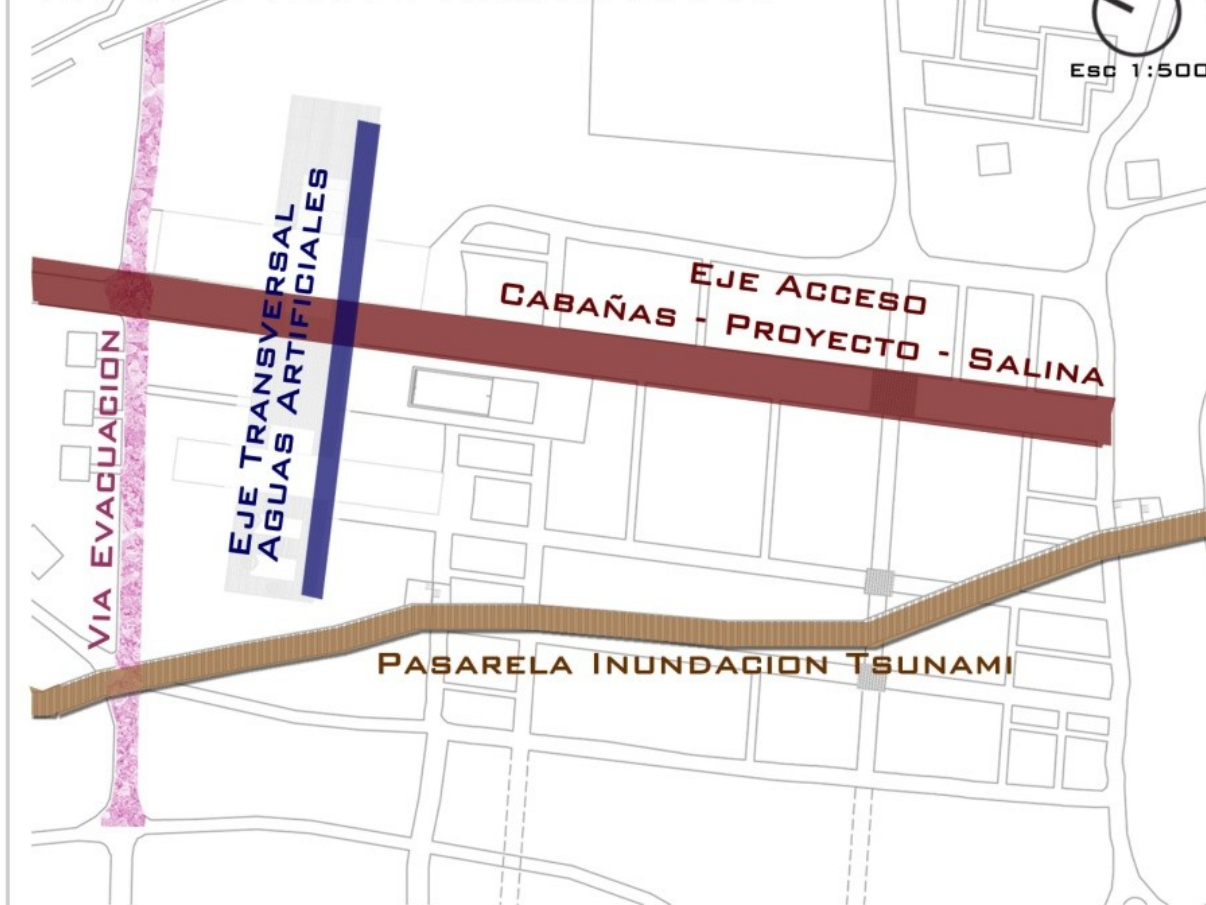 Esc 1:500
EJE ACCESO
CABAÑAS - PROYECTO - SALINA
EJE TRANSVERSAL
AGUAS ARTIFICIALES
VIA EVACUACION
PASARELA INUNDACION TSUNAMI